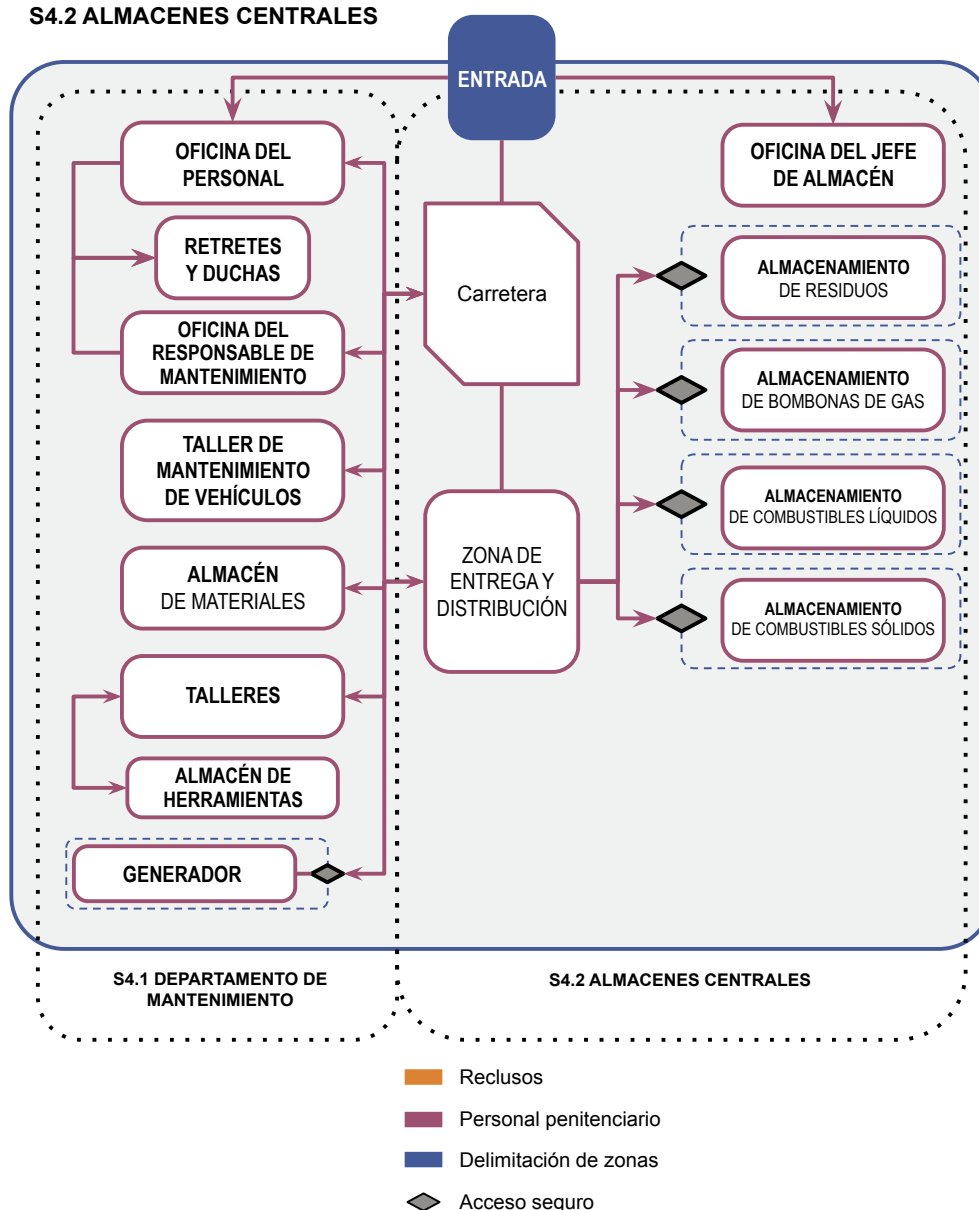 S4.2 ALMACENES CENTRALES
ENTRADA
OFICINA DEL
PERSONAL
RETRETES
Y DUCHAS
OFICINA DEL
RESPONSABLE DE
MANTENIMIENTO
TALLER DE
MANTENIMIENTO
DE VEHÍCULOS
ALMACÉN
DE MATERIALES
TALLERES
ALMACÉN DE
HERRAMIENTAS
GENERADOR
Carretera
ZONA DE
ENTREGA Y
DISTRIBUCIÓN
OFICINA DEL JEFE
DE ALMACÉN
ALMACENAMIENTO
DE RESIDUOS
ALMACENAMIENTO
DE BOMBONAS DE GAS
ALMACENAMIENTO
DE COMBUSTIBLES LÍQUIDOS
ALMACENAMIENTO
DE COMBUSTIBLES SÓLIDOS
S4.1 DEPARTAMENTO DE
MANTENIMIENTO
S4.2 ALMACENES CENTRALES
Reclusos
Personal penitenciario
Delimitación de zonas
Acceso seguro